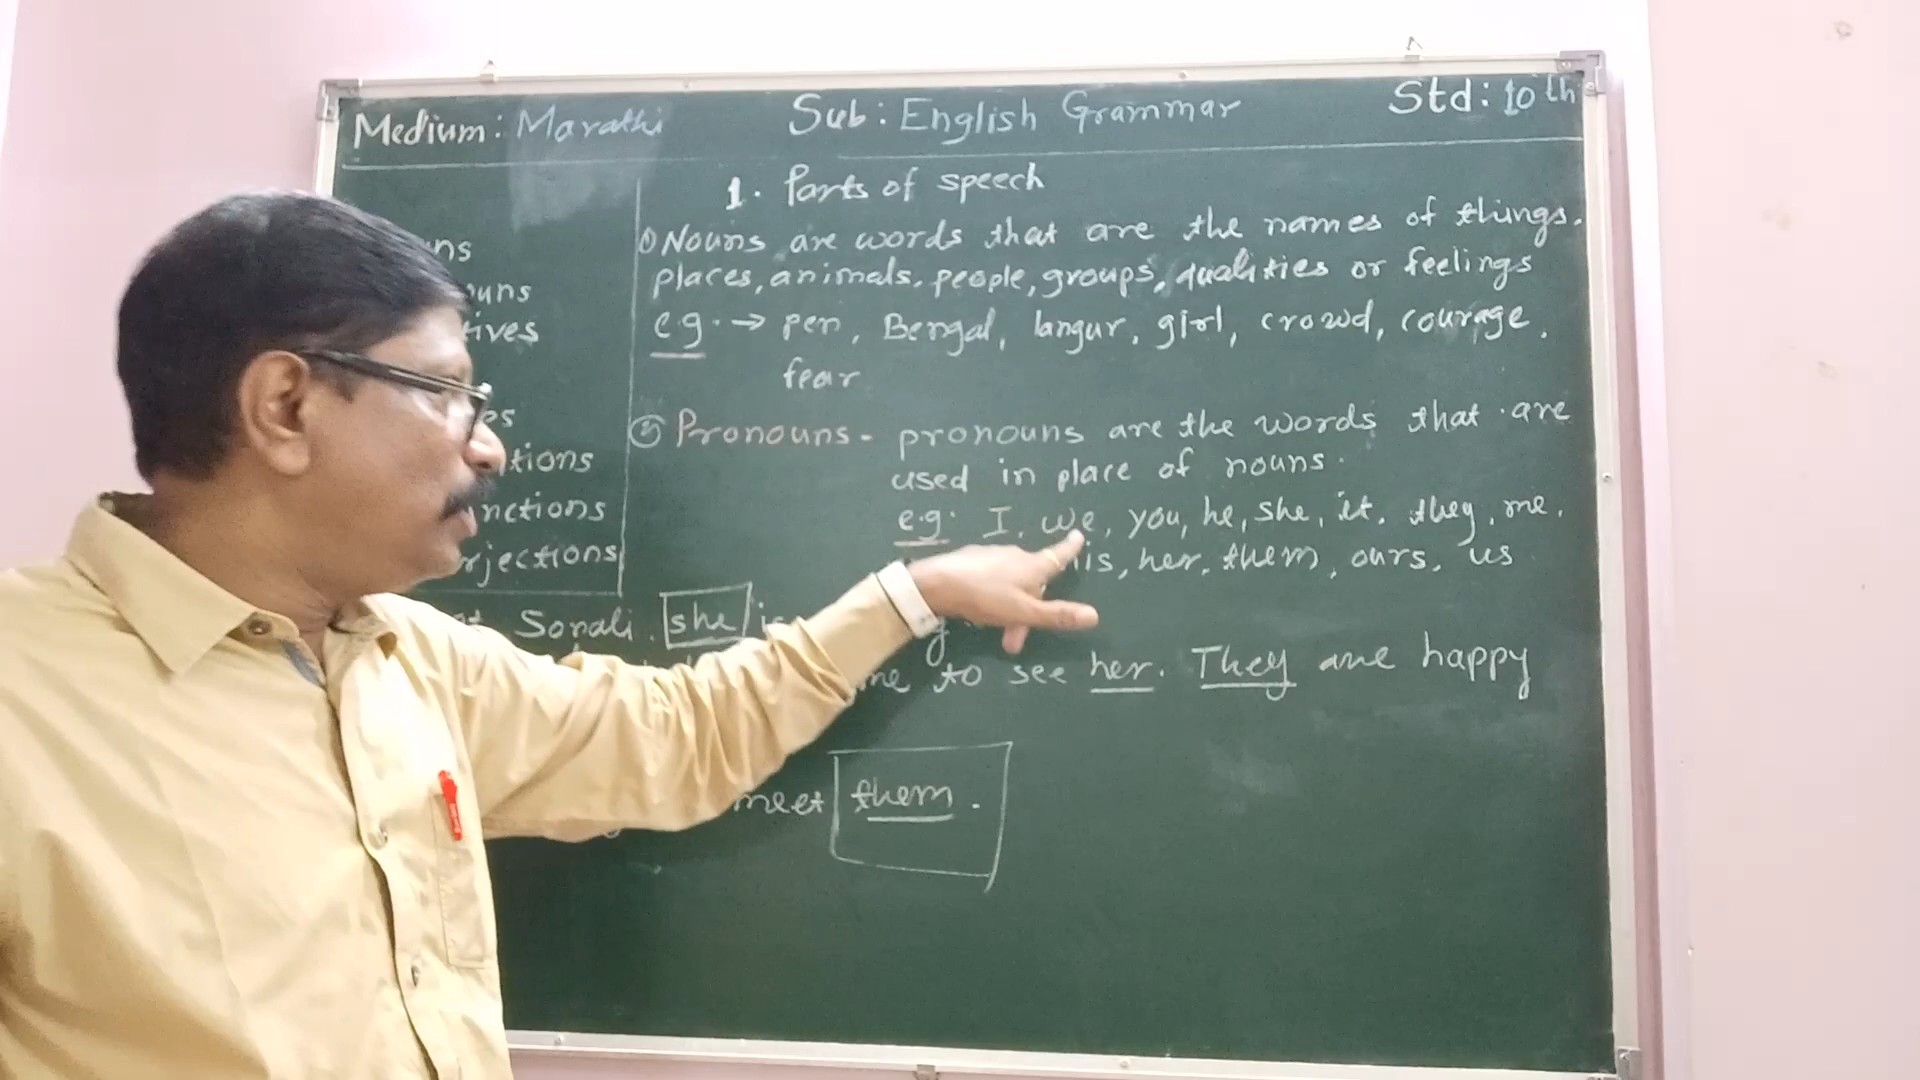 Medium: Marathi Sub: English Grammar Std: 10th
1. Parts of speech
① Nouns are words that are the names of things.
places, animals, people, groups, qualities or feelings
e.g. → pen, Bengal, langur, girl, crowd, courage.
fear
② Pronouns - pronouns are the words that are
used in place of nouns.
e.g. I, we, you, he, she, it, they, me,
his, her, them, ours, us
ns
uns
tives
es
tions
nctions
rjections
Sonali. she is
me to see her. They are happy
meet them.